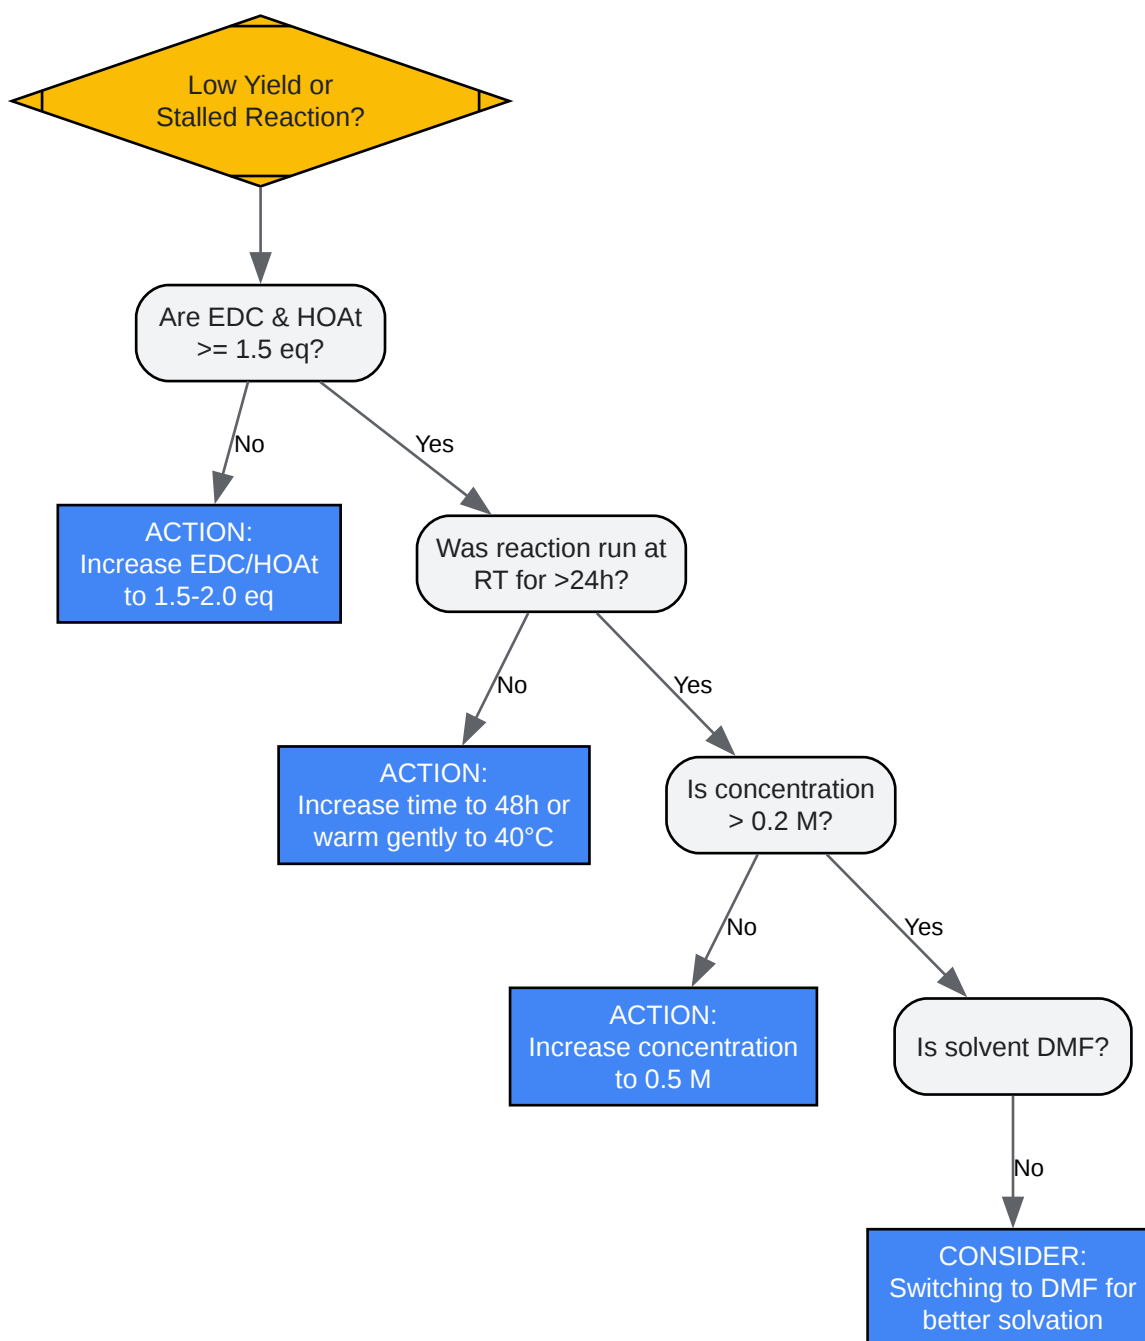 Low Yield or
Stalled Reaction?
Are EDC & HOAt
>= 1.5 eq?
No
Yes
ACTION:
Increase EDC/HOAt
to 1.5-2.0 eq
Was reaction run at
RT for >24h?
No
Yes
ACTION:
Increase time to 48h or
warm gently to 40°C
Is concentration
> 0.2 M?
No
Yes
ACTION:
Increase concentration
to 0.5 M
Is solvent DMF?
No
CONSIDER:
Switching to DMF for
better solvation